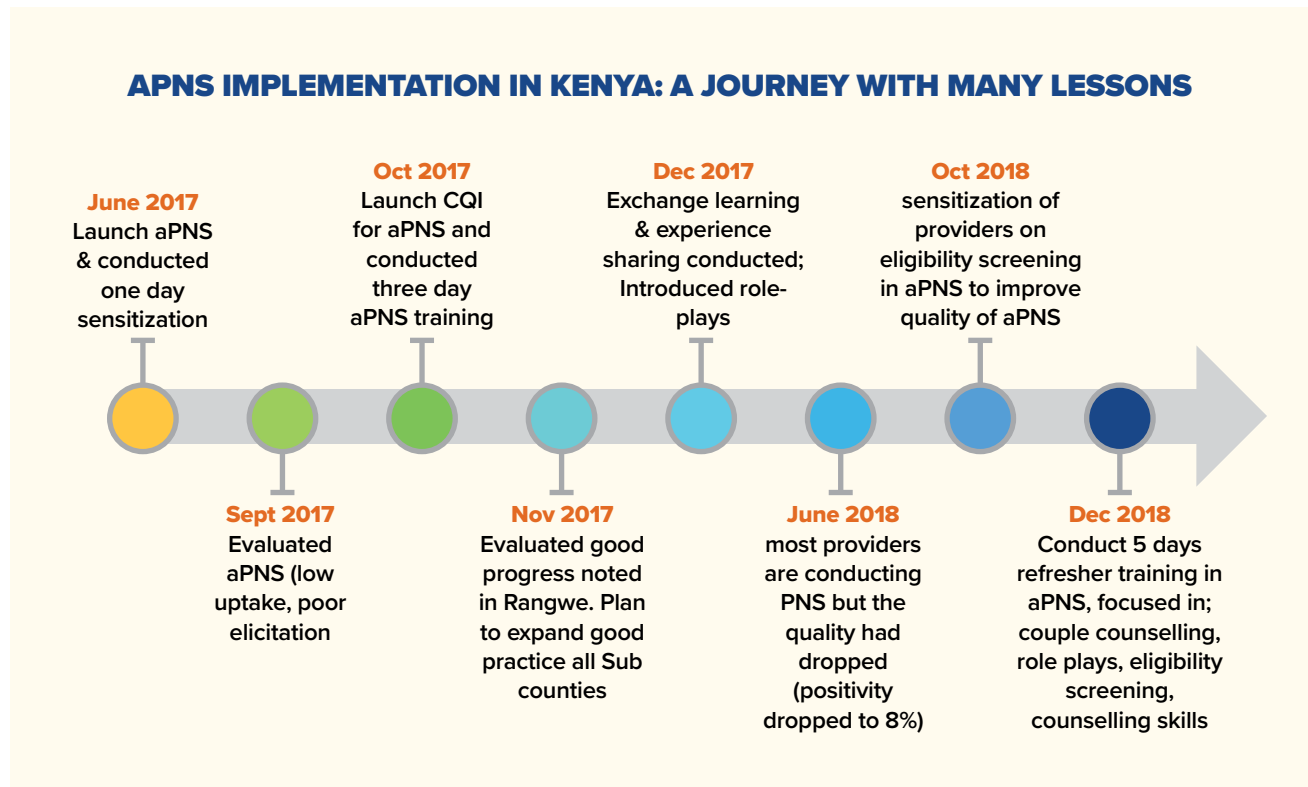 APNS IMPLEMENTATION IN KENYA: A JOURNEY WITH MANY LESSONS
June 2017
Launch aPNS
& conducted
one day
sensitization
Sept 2017
Evaluated
aPNS (low
uptake, poor
elicitation
Oct 2017
Launch CQI
for aPNS and
conducted
three day
aPNS training
Nov 2017
Evaluated good
progress noted
in Rangwe. Plan
to expand good
practice all Sub
counties
Dec 2017
Exchange learning
& experience
sharing conducted;
Introduced role-
plays
June 2018
most providers
are conducting
PNS but the
quality had
dropped
(positivity
dropped to 8%)
Oct 2018
sensitization of
providers on
eligibility screening
in aPNS to improve
quality of aPNS
Dec 2018
Conduct 5 days
refresher training in
aPNS, focused in;
couple counselling,
role plays, eligibility
screening,
counselling skills